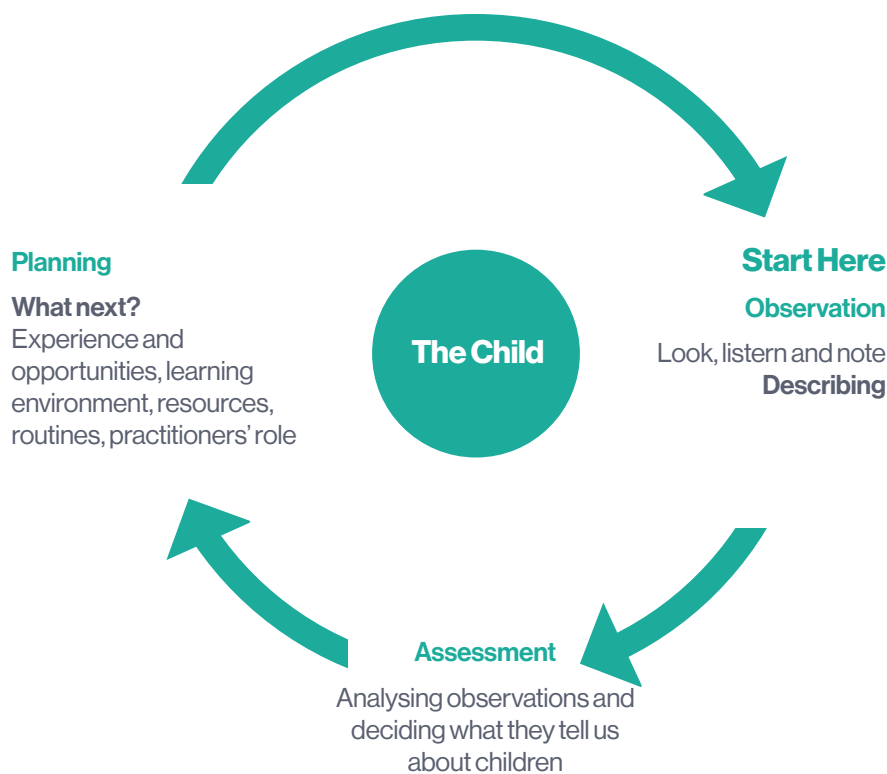 Planning
What next?
Experience and
opportunities, learning
environment, resources,
routines, practitioners’ role
The Child
Start Here
Observation
Look, listern and note
Describing
Assessment
Analysing observations and
deciding what they tell us
about children